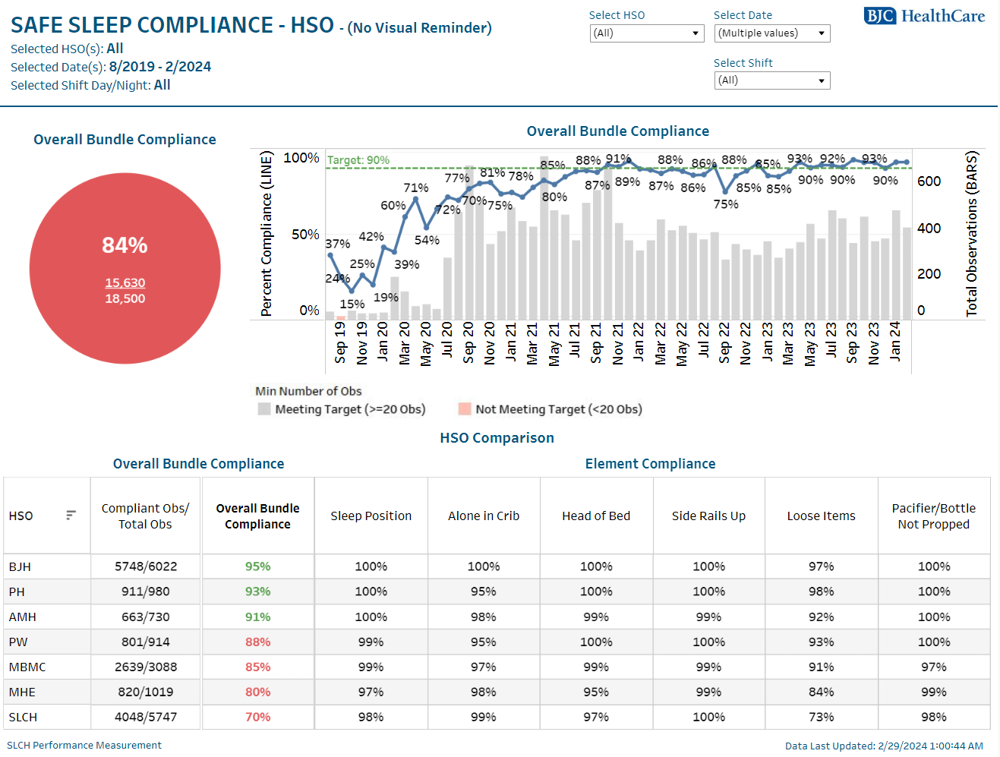 SAFE SLEEP COMPLIANCE - HSO - (No Visual Reminder)
Selected HSO(s): All
Selected Date(s): 8/2019 - 2/2024
Selected Shift Day/Night: All
Select HSO
(All)
Select Date
(Multiple values)
Select Shift
(All)
BJC HealthCare
Overall Bundle Compliance
84%
15,630
18,500
Overall Bundle Compliance
Percent Compliance (LINE)
100%
50%
0%
Target: 90%
37%
24%
15%
25%
19%
42%
39%
60%
71%
54%
72%
77%
70%
81%
75%
78%
85%
80%
88%
87%
91%
89%
87%
88%
86%
86%
75%
88%
85%
85%
85%
93%
90%
92%
90%
93%
90%
600
400
200
0
Total Observations (BARS)
Sep 19
Nov 19
Jan 20
Mar 20
May 20
Jul 20
Sep 20
Nov 20
Jan 21
Mar 21
May 21
Jul 21
Sep 21
Nov 21
Jan 22
Mar 22
May 22
Jul 22
Sep 22
Nov 22
Jan 23
Mar 23
May 23
Jul 23
Sep 23
Nov 23
Jan 24
Min Number of Obs
Meeting Target (>=20 Obs)
Not Meeting Target (<20 Obs)
HSO Comparison
Overall Bundle Compliance
Element Compliance
HSO
Compliant Obs/
Total Obs
Overall Bundle
Compliance
Sleep Position
Alone in Crib
Head of Bed
Side Rails Up
Loose Items
Pacifier/Bottle
Not Propped
BJH 5748/6022 95% 100% 100% 100% 100% 97% 100%
PH 911/980 93% 100% 95% 100% 100% 98% 100%
AMH 663/730 91% 100% 98% 99% 99% 92% 100%
PW 801/914 88% 99% 95% 100% 100% 93% 100%
MBMC 2639/3088 85% 99% 97% 99% 99% 91% 97%
MHE 820/1019 80% 97% 98% 95% 99% 84% 99%
SLCH 4048/5747 70% 98% 99% 97% 100% 73% 98%
SLCH Performance Measurement
Data Last Updated: 2/29/2024 1:00:44 AM